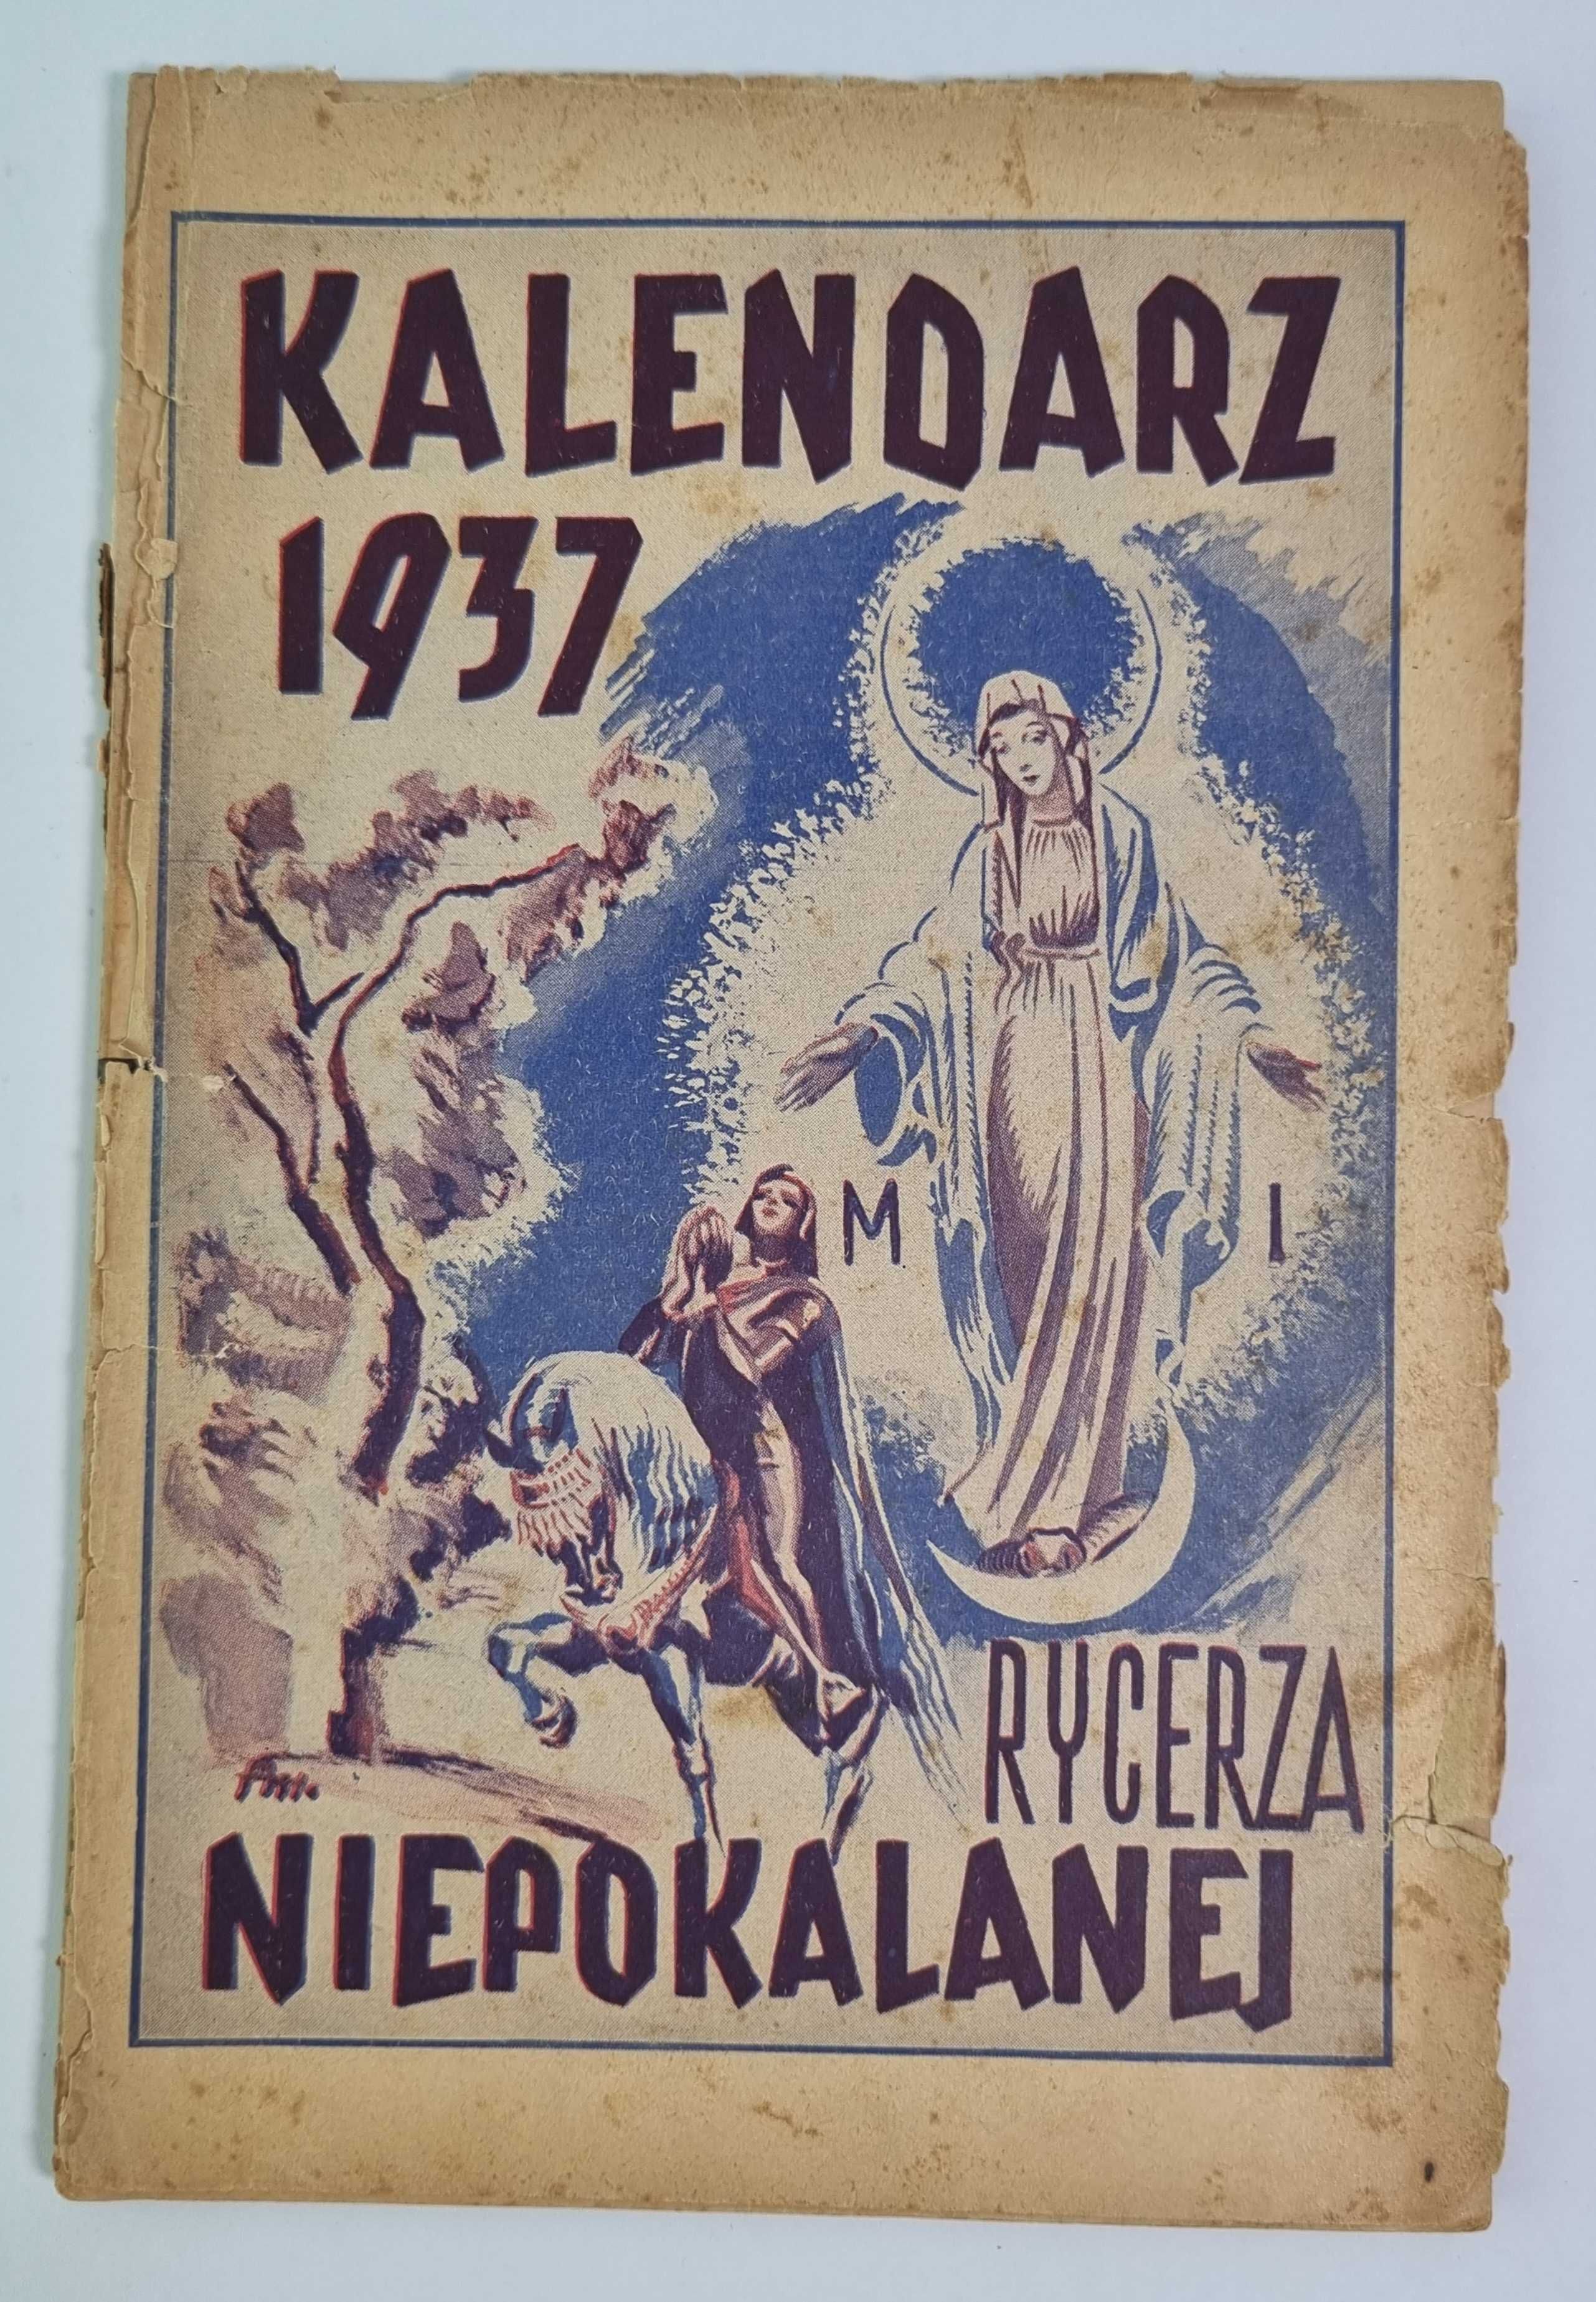 KALENDARZ
1937
M I
RYCERZA
NIEPOKALANEJ